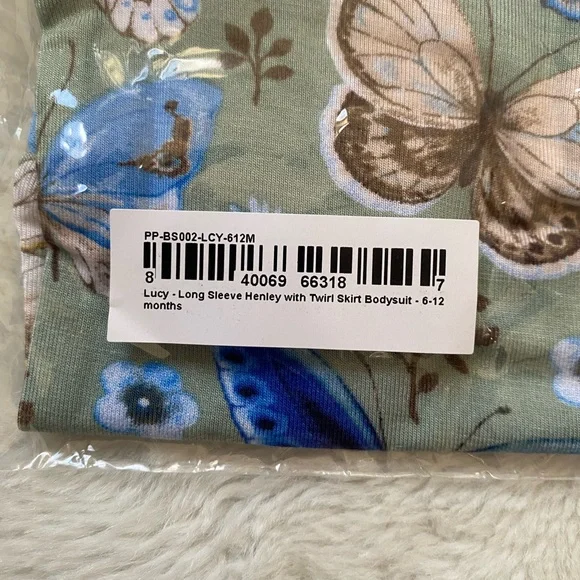 PP-BS002-LCY-612M
8 40069 66318 7
Lucy - Long Sleeve Henley with Twirl Skirt Bodysuit - 6-12
months